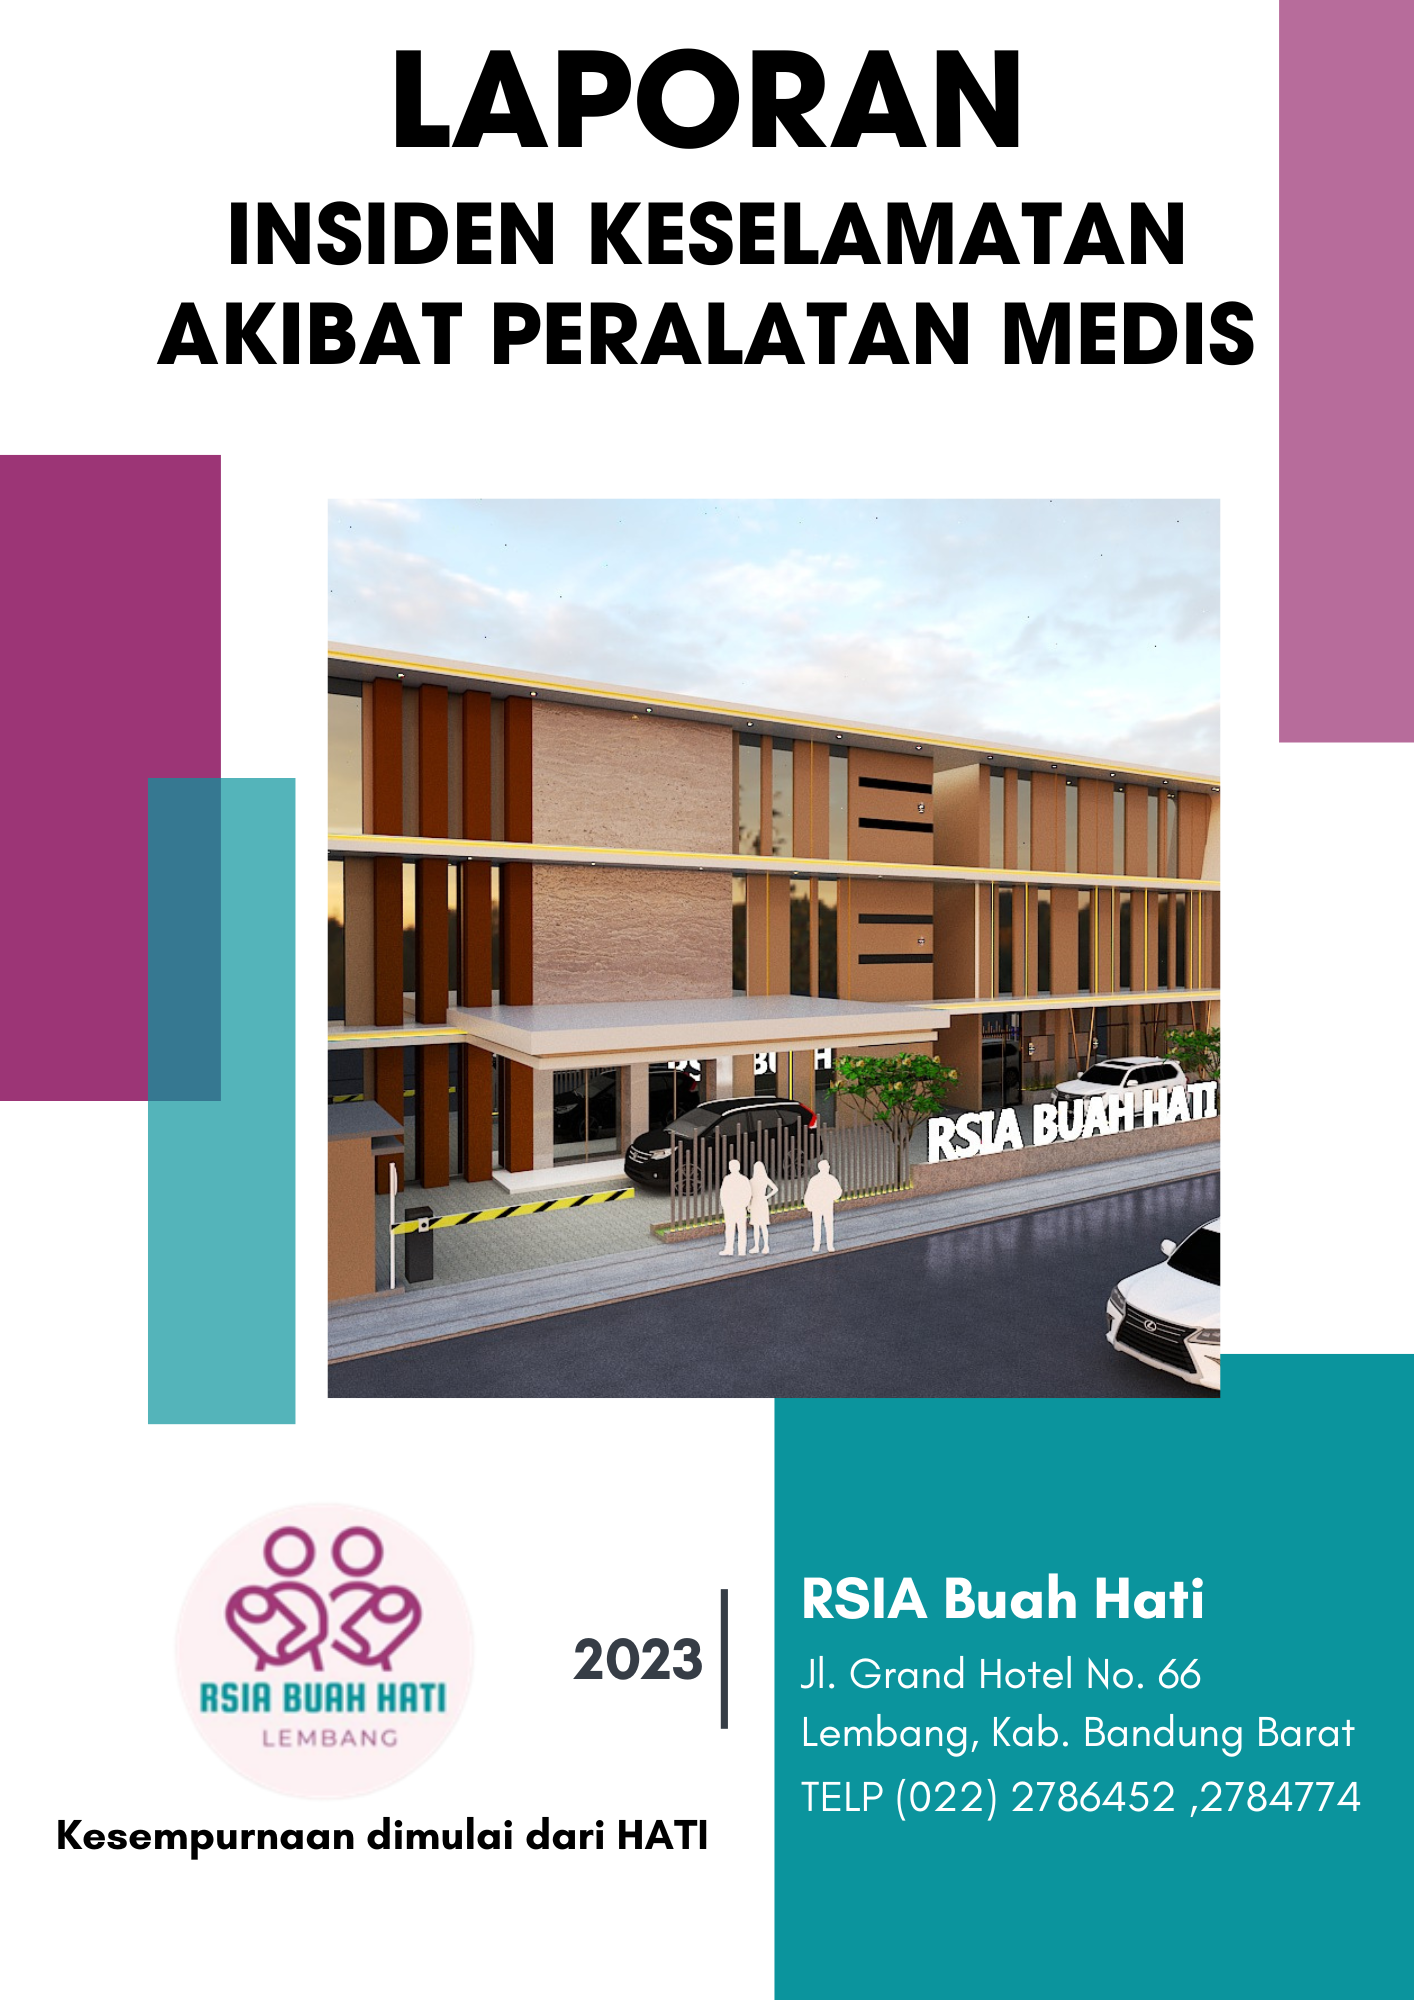 LAPORAN
INSIDEN KESELAMATAN
AKIBAT PERALATAN MEDIS
RSIA BUAH HATI
RSIA BUAH HATI
LEMBANG
2023
Kesempurnaan dimulai dari HATI
RSIA Buah Hati
Jl. Grand Hotel No. 66
Lembang, Kab. Bandung Barat
TELP (022) 2786452 ,2784774